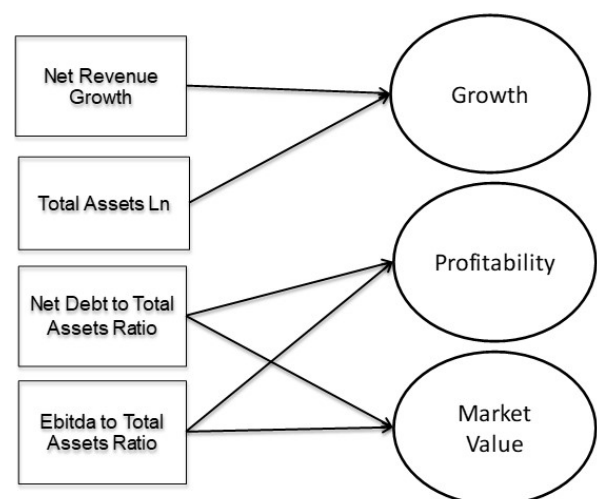 Net Revenue
Growth
Growth
Total Assets Ln
Profitability
Net Debt to Total
Assets Ratio
Ebitda to Total
Assets Ratio
Market
Value